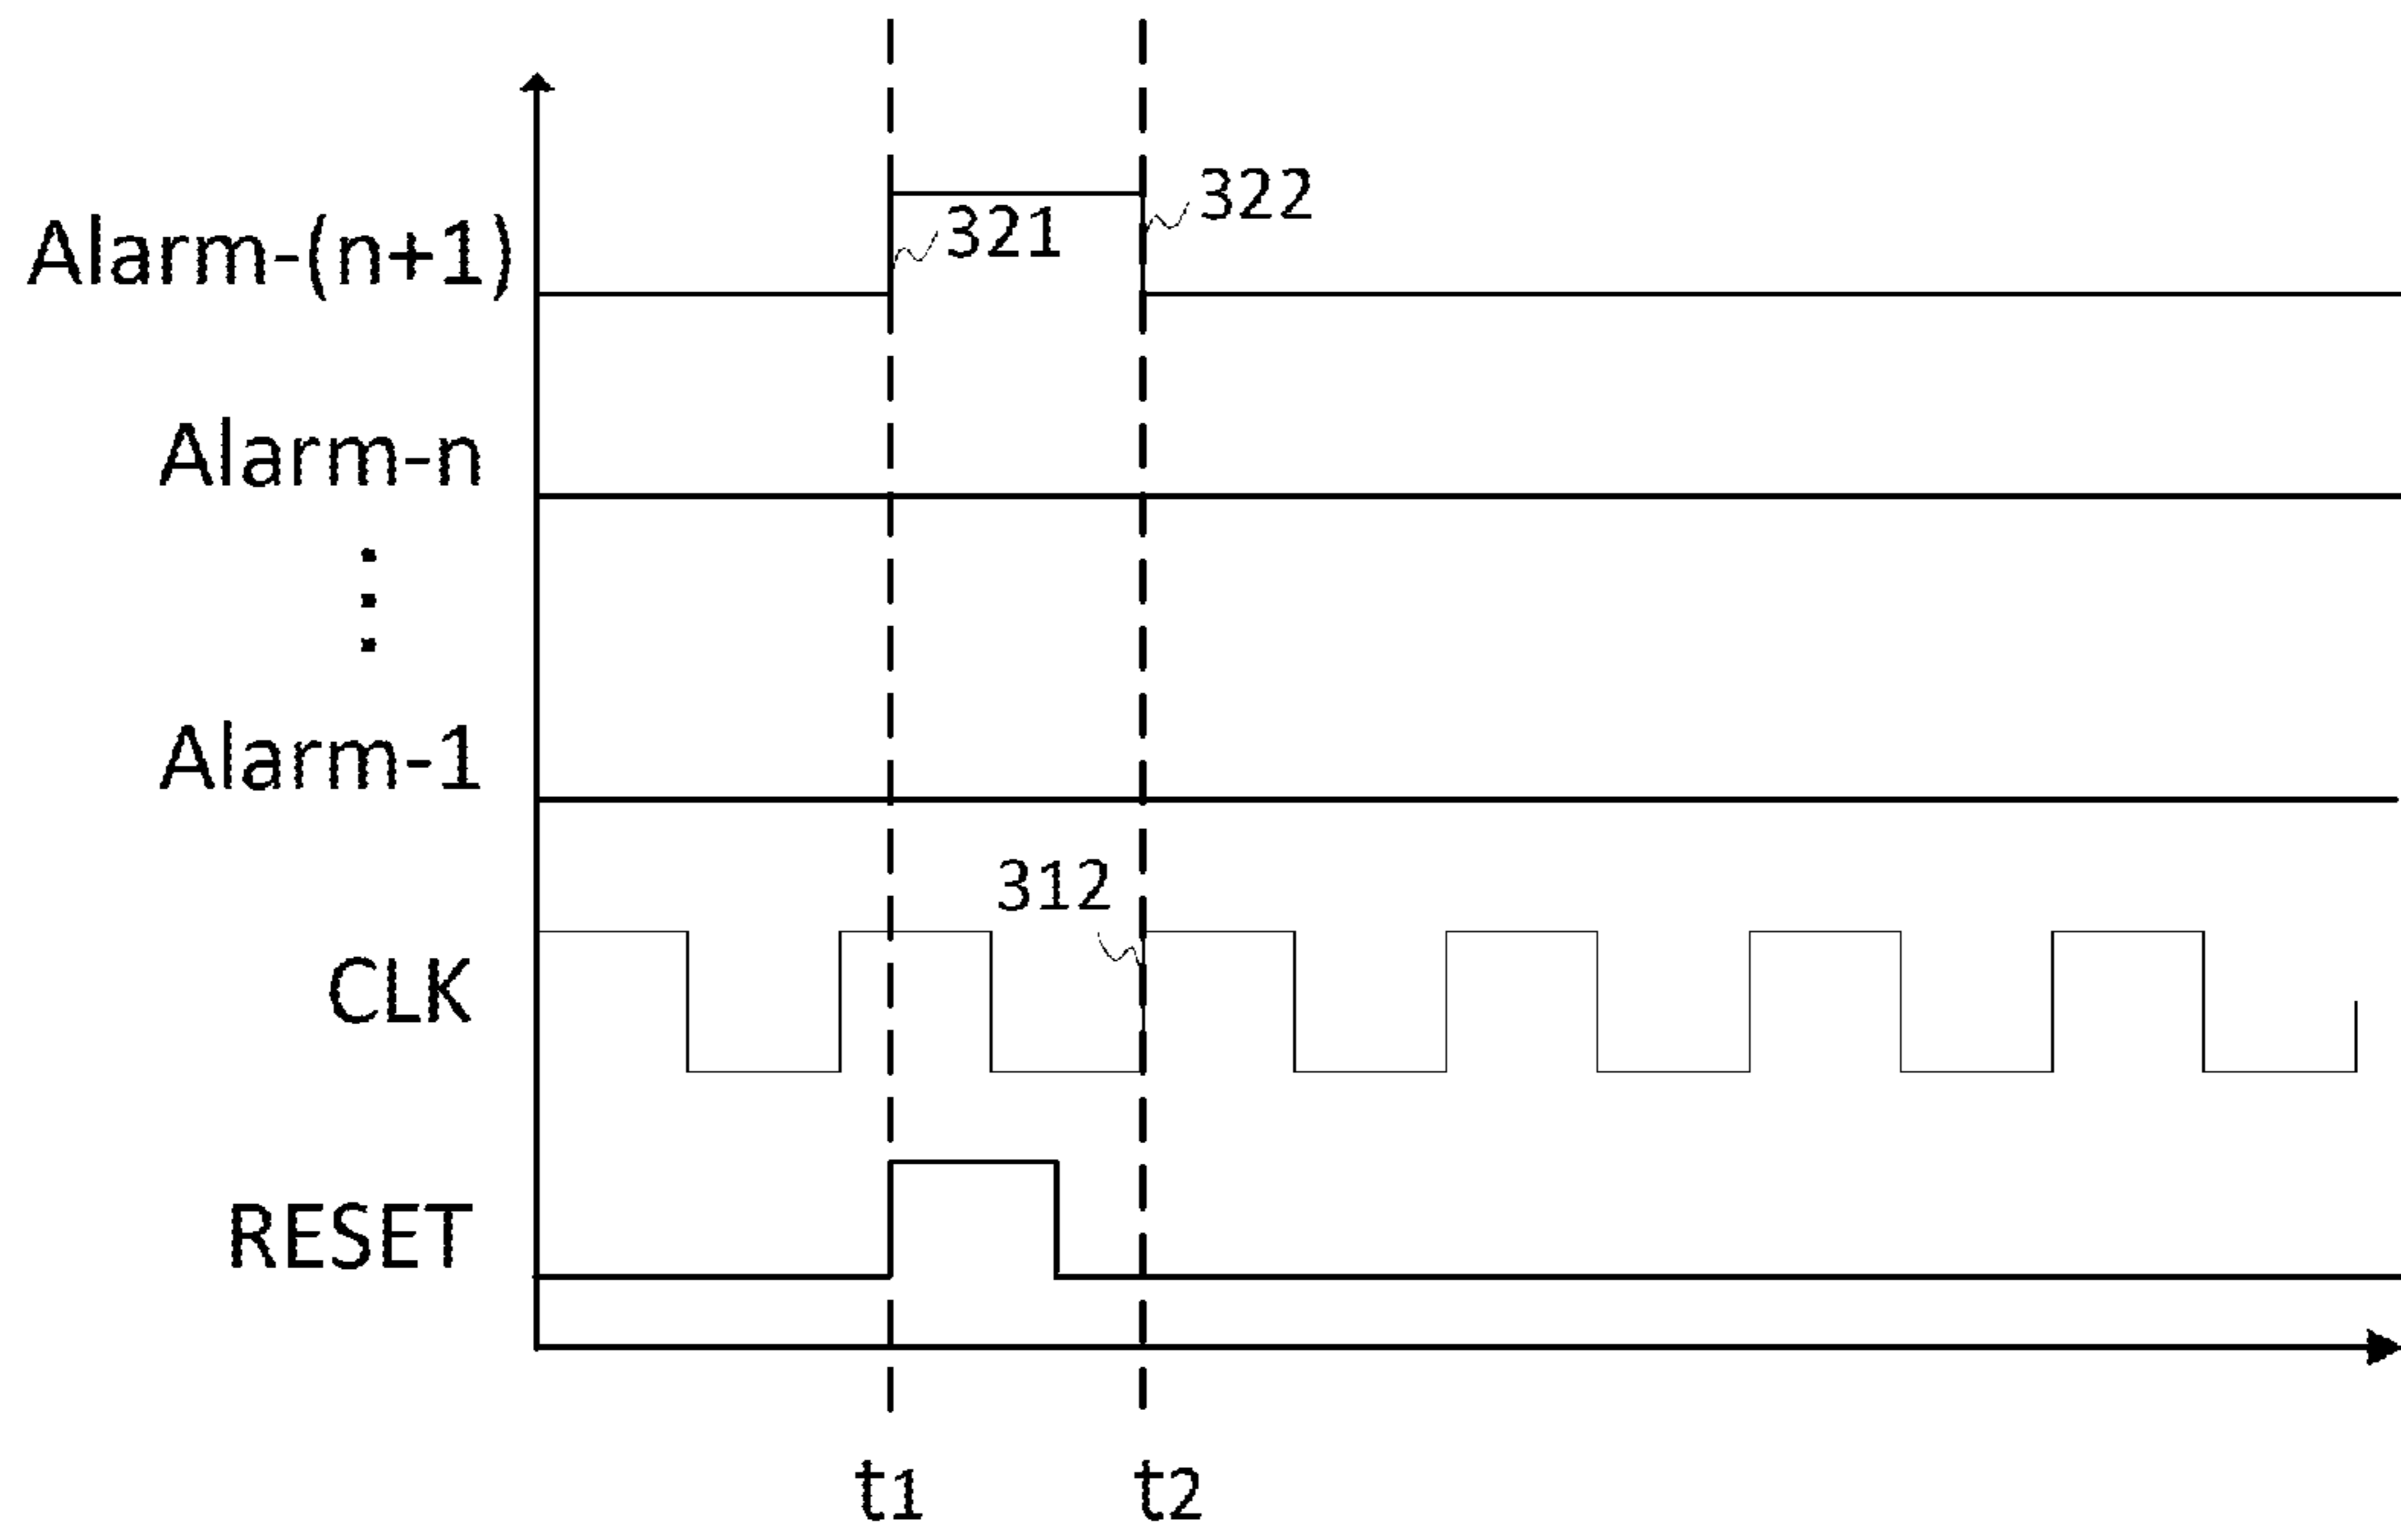 322
321
Alarm-(n+1)
Alarm-n
Alarm-1
312
CLK
RESET
t1 t2